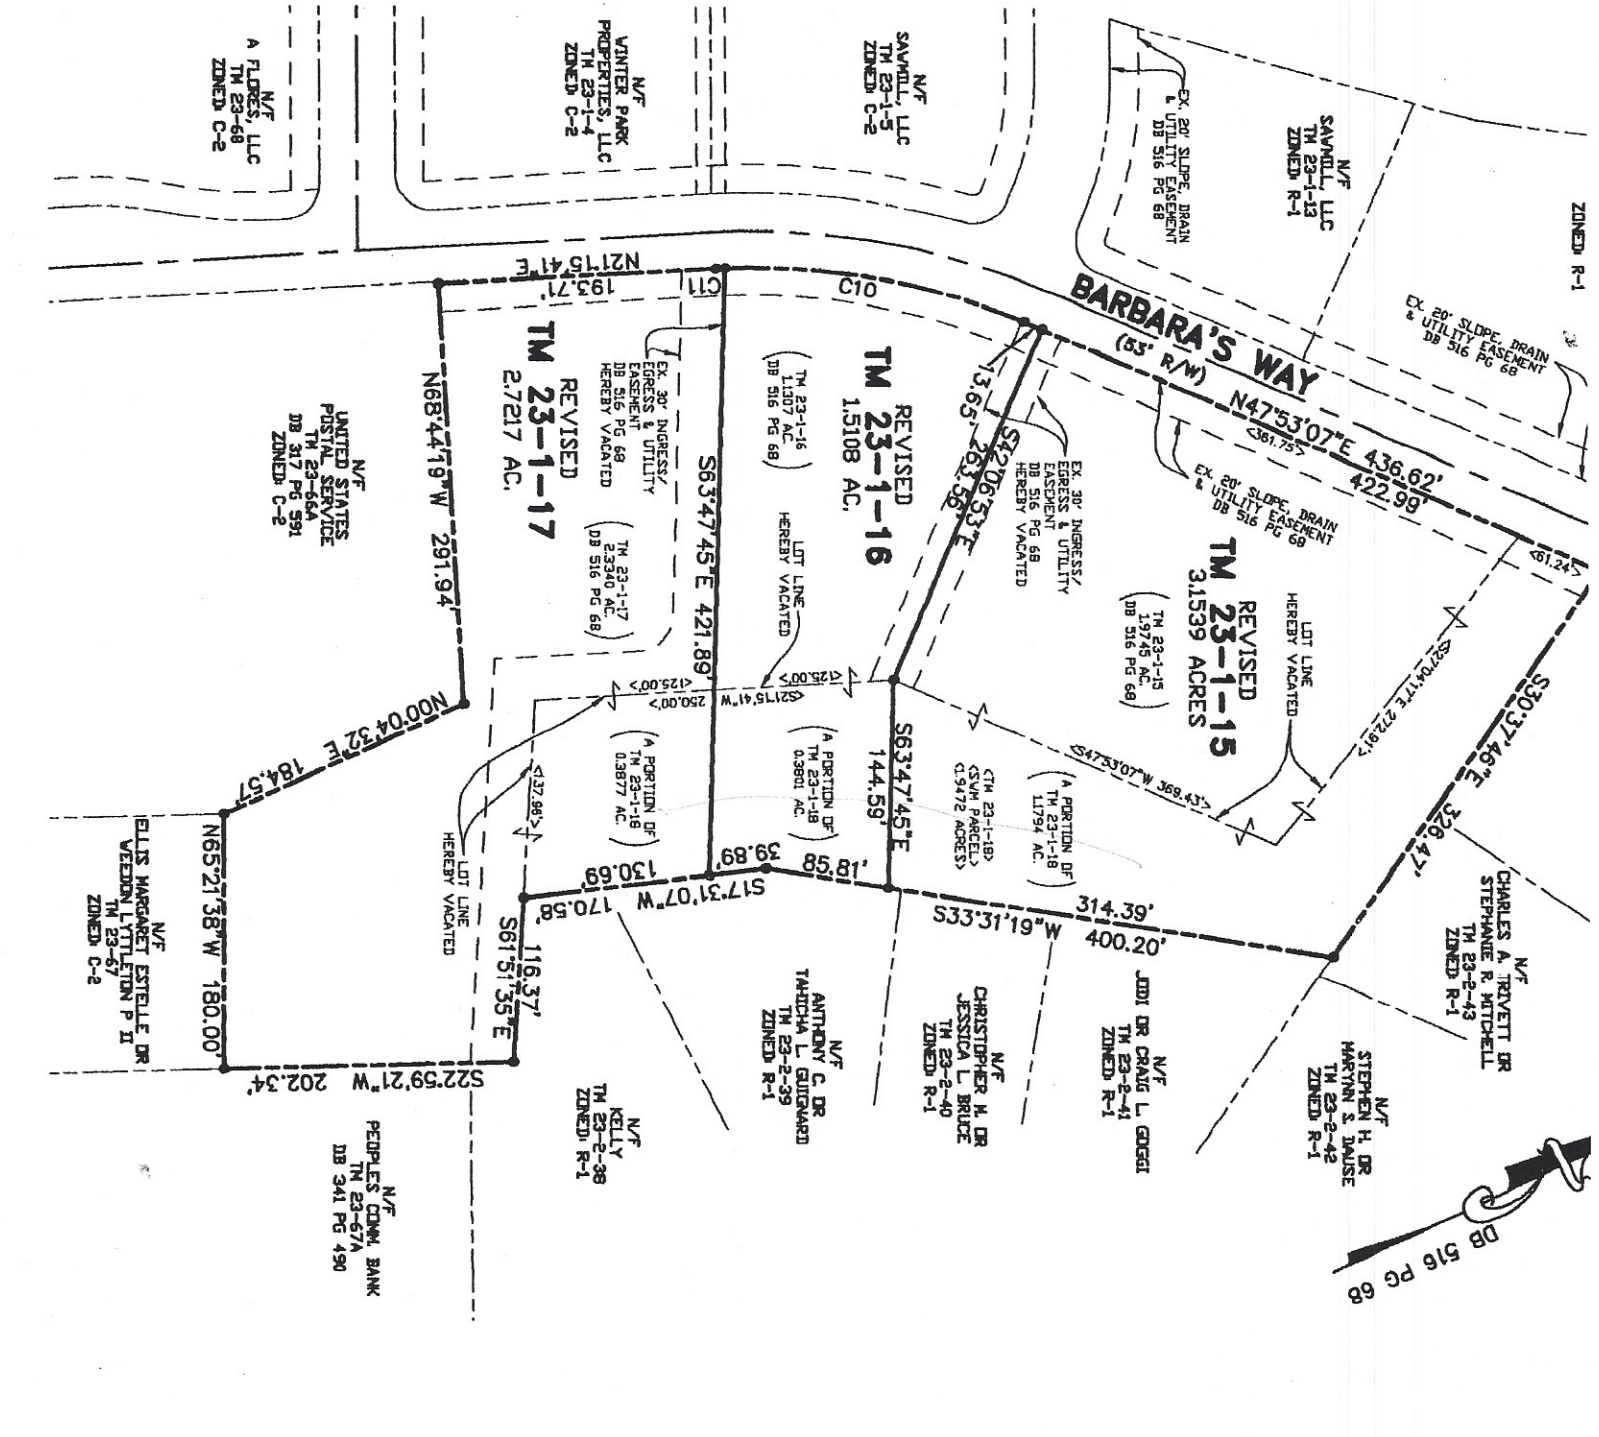 N/F
A FLORES, LLC
TM 23-68
ZONED: C-2
N/F
WINTER PARK
PROPERTIES, LLC
TM 23-1-4
ZONED: C-2
N/F
SAWMILL, LLC
TM 23-1-5
ZONED: C-2
EX. 20' SLOPE, DRAIN
& UTILITY EASEMENT
DB 516 PG 68
N/F
SAWMILL, LLC
TM 23-1-13
ZONED: R-1
ZONED: R-1
EX. 20' SLOPE, DRAIN
& UTILITY EASEMENT
DB 516 PG 68
BARBARA'S WAY
(53' R/W)
N47°53'07"E 436.62'
<361.75'>
422.99'
<61.24'>
EX. 20' SLOPE, DRAIN
& UTILITY EASEMENT
DB 516 PG 68
N21°15'41"E
193.71'
C11
C10
13.65'
263.56'
S42°06'53"E
REVISED
TM 23-1-17
2.7217 AC.
EX. 30' INGRESS/
EGRESS & UTILITY
EASEMENT
DB 516 PG 68
HEREBY VACATED
(TM 23-1-17
2.3340 AC.
DB 516 PG 68)
(TM 23-1-16
1.1307 AC.
DB 516 PG 68)
REVISED
TM 23-1-16
1.5108 AC.
EX. 30' INGRESS/
EGRESS & UTILITY
EASEMENT
DB 516 PG 68
HEREBY VACATED
(TM 23-1-15
1.9745 AC.
DB 516 PG 68)
REVISED
TM 23-1-15
3.1539 ACRES
LOT LINE
HEREBY VACATED
<S27°04'17"E 272.91'>
S30°37'46"E 326.47'
N68°44'19"W 291.94'
N/F
UNITED STATES
POSTAL SERVICE
TM 23-66A
DB 317 PG 591
ZONED: C-2
S63°47'45"E 421.89'
LOT LINE
HEREBY VACATED
<125.00'>
<125.00'>
<S21°15'41"W
250.00'>
<S47°53'07"W 369.43'>
S63°47'45"E
144.59'
<TM 23-1-18>
<SWM PARCEL>
<1.9472 ACRES>
(A PORTION OF
TM 23-1-18
1.1794 AC.)
(A PORTION OF
TM 23-1-18
0.3801 AC.)
(A PORTION OF
TM 23-1-18
0.3877 AC.)
<137.96'>
LOT LINE
HEREBY VACATED
N00°04'32"E
184.57'
N65°21'38"W 180.00'
N/F
ELLIS MARGARET ESTELLE OR
WEEDON LYTTLETON P II
TM 23-67
ZONED: C-2
S22°59'21"W
202.34'
S61°51'35"E
116.37'
130.69'
39.89'
S17°31'07"W
170.58'
85.81'
314.39'
S33°31'19"W
400.20'
N/F
PEOPLES COMM. BANK
TM 23-67A
DB 341 PG 490
N/F
KELLY
TM 23-2-38
ZONED: R-1
N/F
ANTHONY C. OR
TAHICHA L. GUIGNARD
TM 23-2-39
ZONED: R-1
N/F
CHRISTOPHER M. OR
JESSICA L. BRUCE
TM 23-2-40
ZONED: R-1
N/F
JODI OR CRAIG L. GOGGI
TM 23-2-41
ZONED: R-1
N/F
STEPHEN H. OR
MARYNN S. DAUSE
TM 23-2-42
ZONED: R-1
N/F
CHARLES A. TRIVETT OR
STEPHANIE R. MITCHELL
TM 23-2-43
ZONED: R-1
DB 516 PG 68